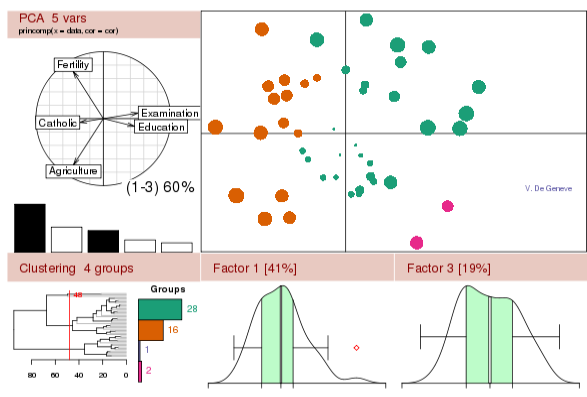 PCA 5 vars
princomp(x = data, cor = cor)
Fertility
Examination
Catholic
Education
Agriculture
(1-3) 60%
V. De Geneve
Clustering 4 groups
Factor 1 [41%]
Factor 3 [19%]
48
Groups
28
16
1
2
80 60 40 20 0